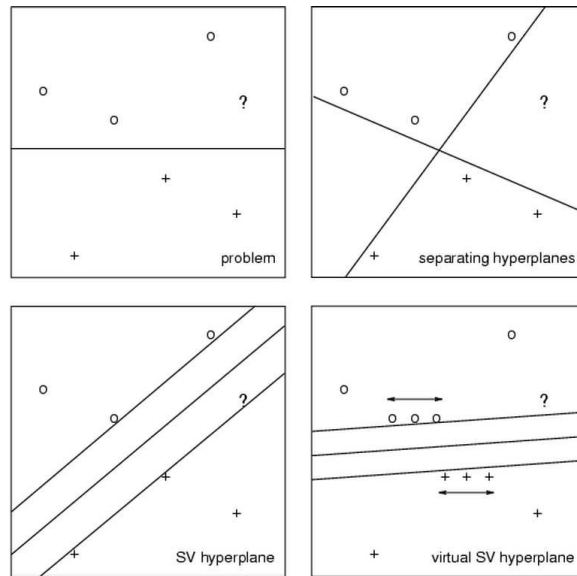 o
o
o
?
+
+
+
problem
o
o
o
?
+
+
+
separating hyperplanes
o
o
o
?
+
+
+
SV hyperplane
o
o
?
o o o
+ + +
+
+
virtual SV hyperplane